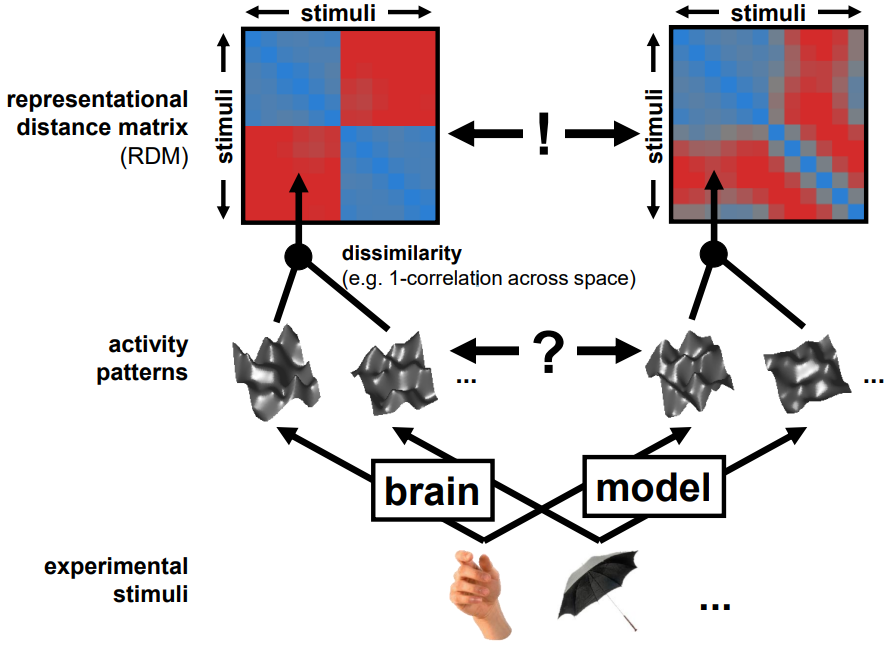 stimuli
stimuli
representational
distance matrix
(RDM)
stimuli
stimuli
!
dissimilarity
(e.g. 1-correlation across space)
activity
patterns
...
?
...
brain
model
experimental
stimuli
...